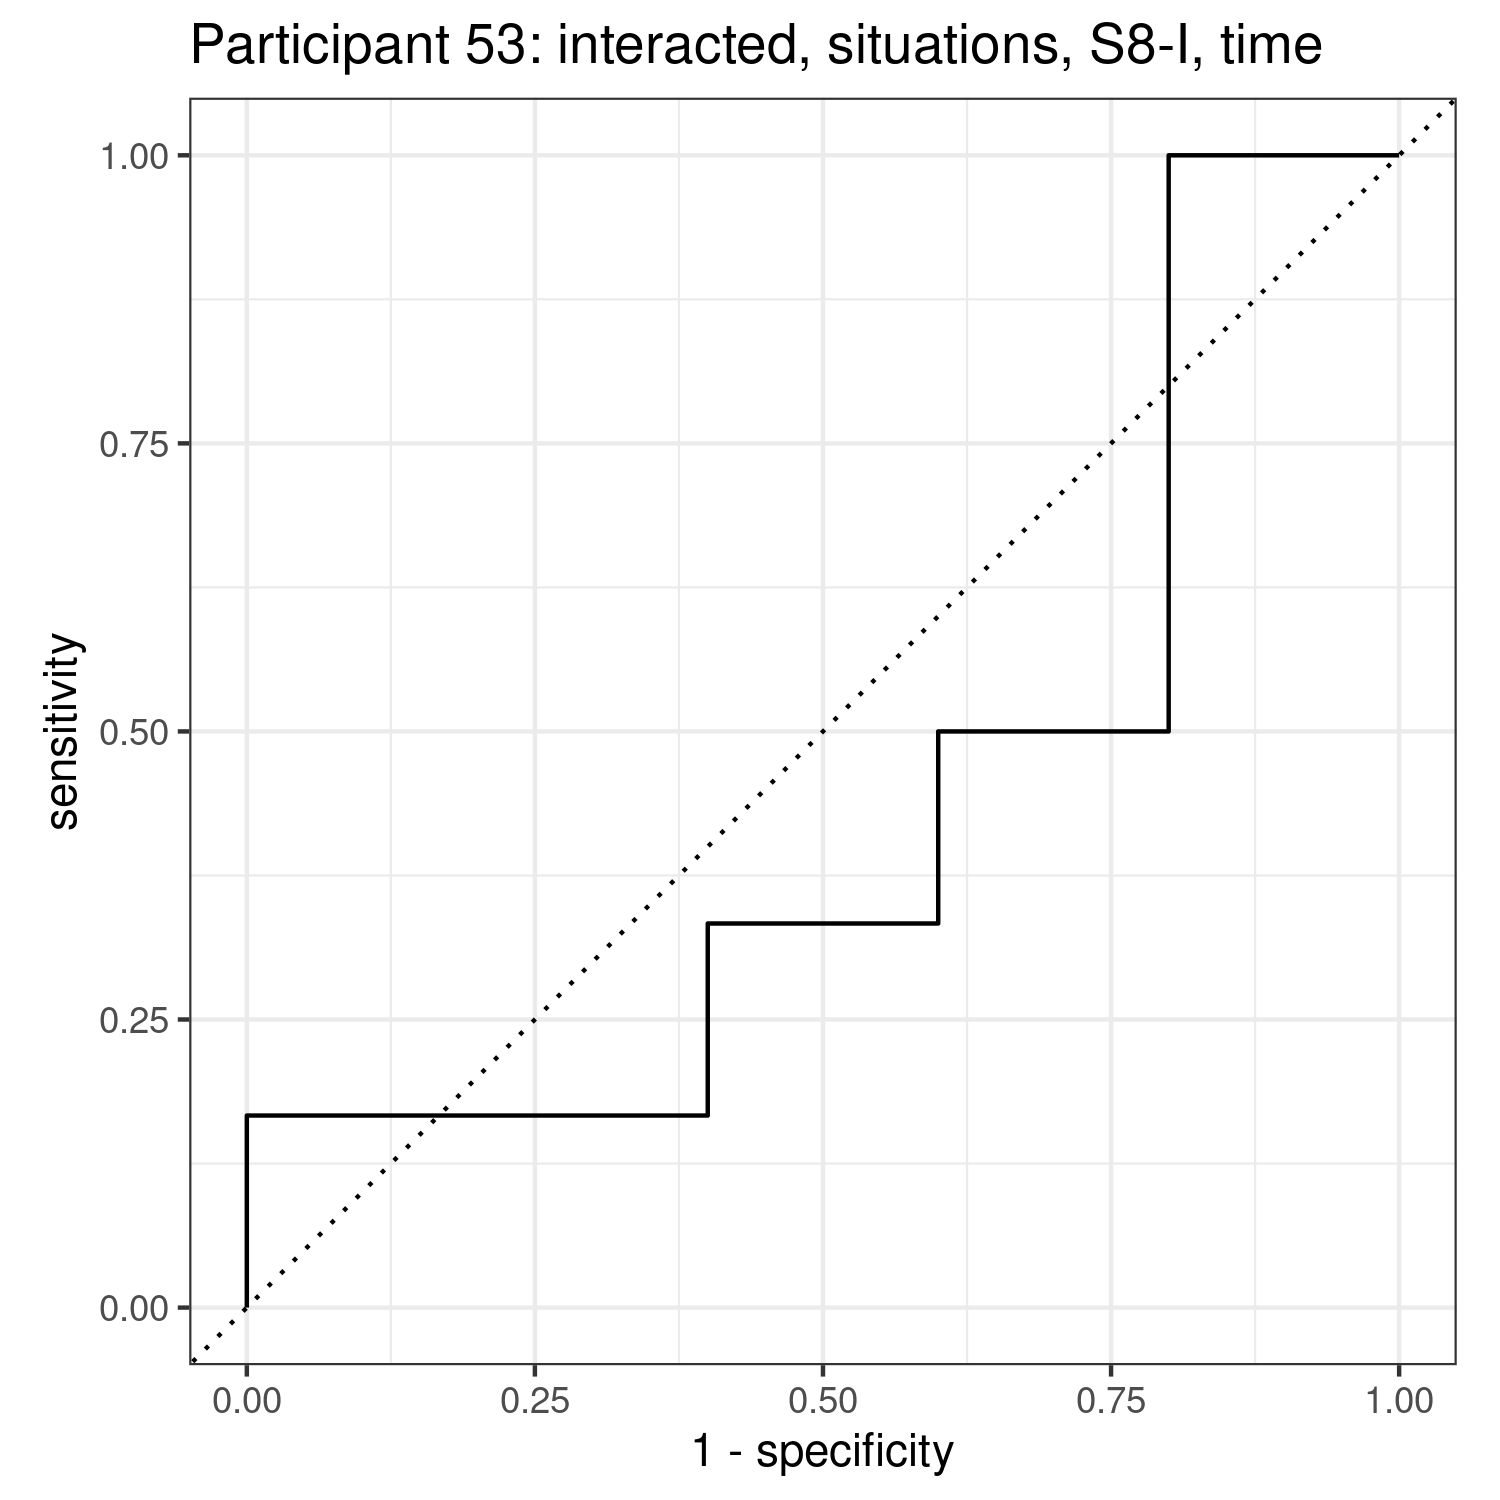 Participant 53: interacted, situations, S8-I, time
1.00
0.75
0.50
0.25
0.00
sensitivity
0.00 0.25 0.50 0.75 1.00
1 - specificity